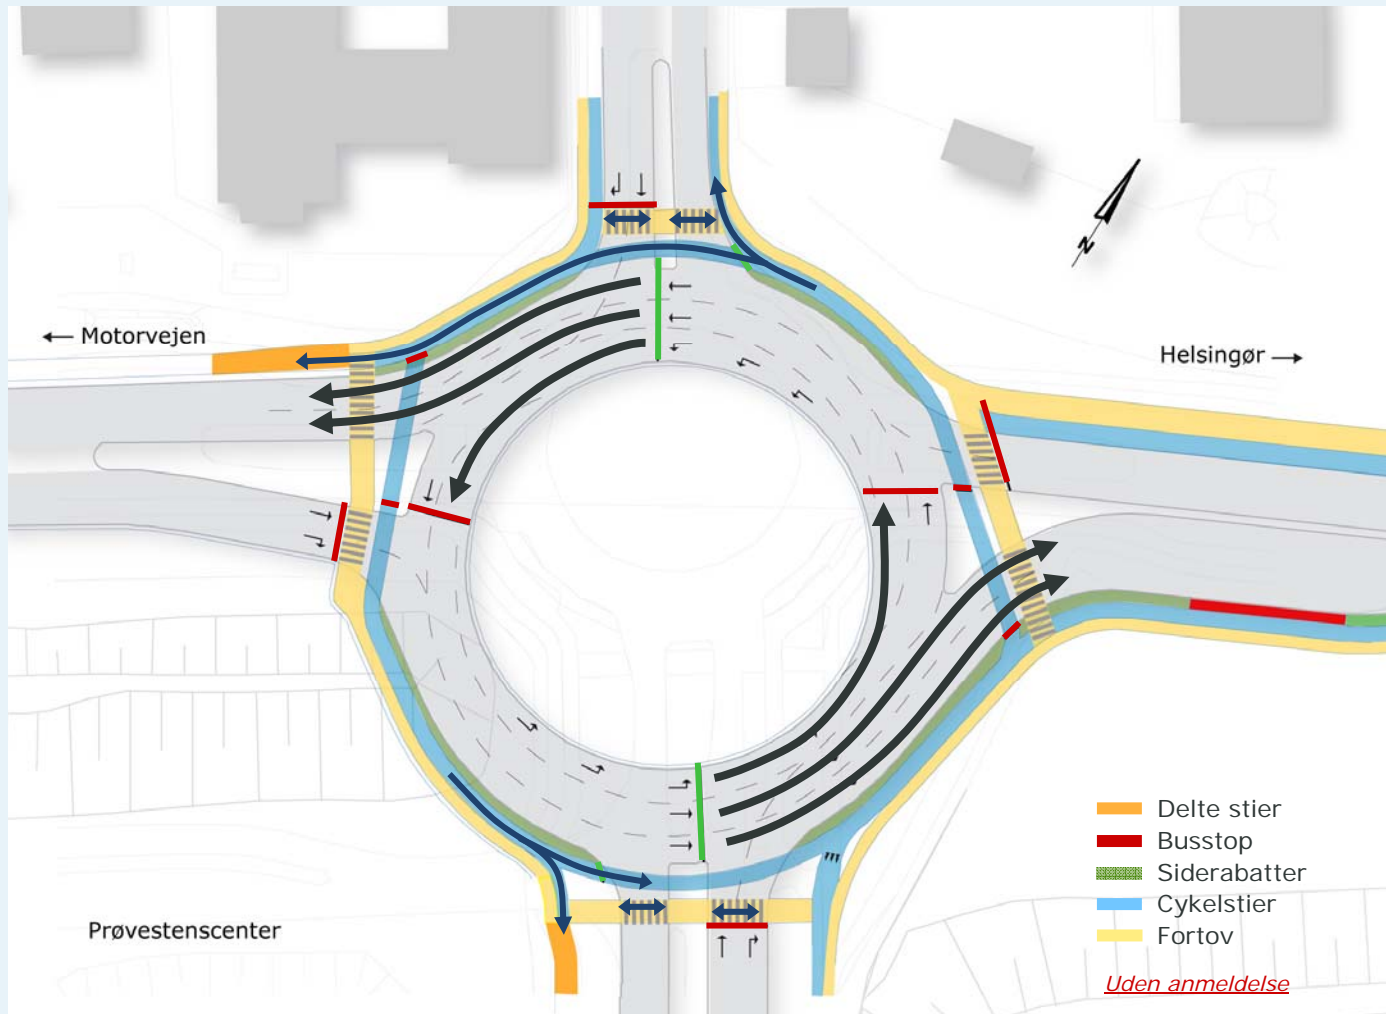 N
← Motorvejen
Helsingør →
Delte stier
Busstop
Siderabatter
Cykelstier
Fortov
Prøvestenscenter
Uden anmeldelse